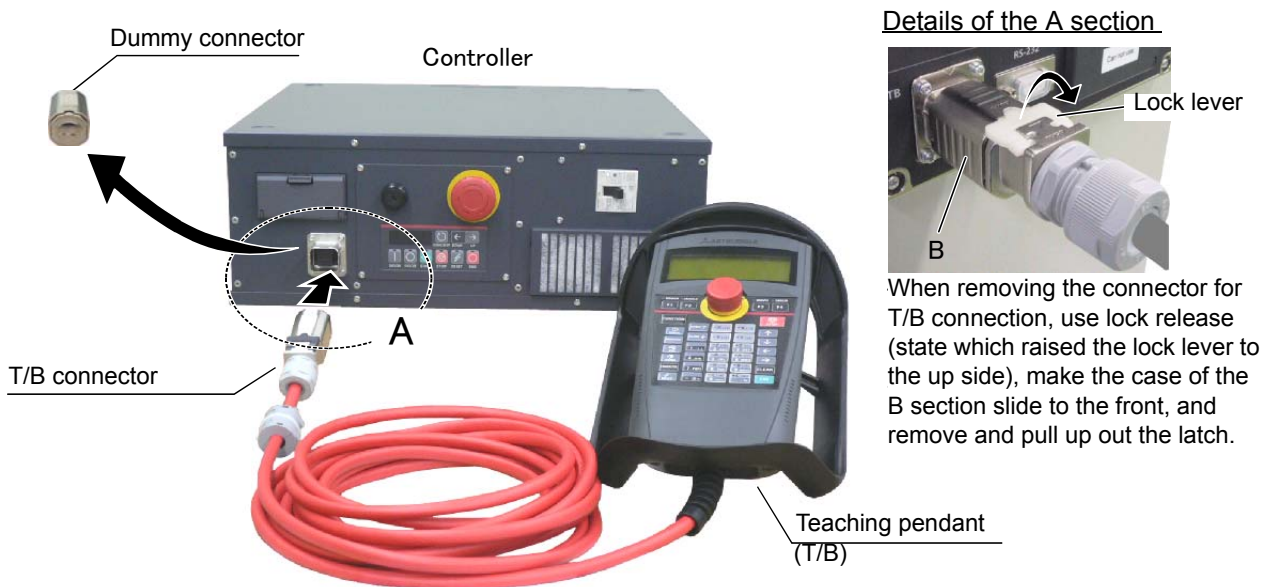 Details of the A section
Dummy connector
Controller
RS-232
TB
Lock lever
B
When removing the connector for
T/B connection, use lock release
(state which raised the lock lever to
the up side), make the case of the
B section slide to the front, and
remove and pull up out the latch.
A
T/B connector
MITSUBISHI
Teaching pendant
(T/B)